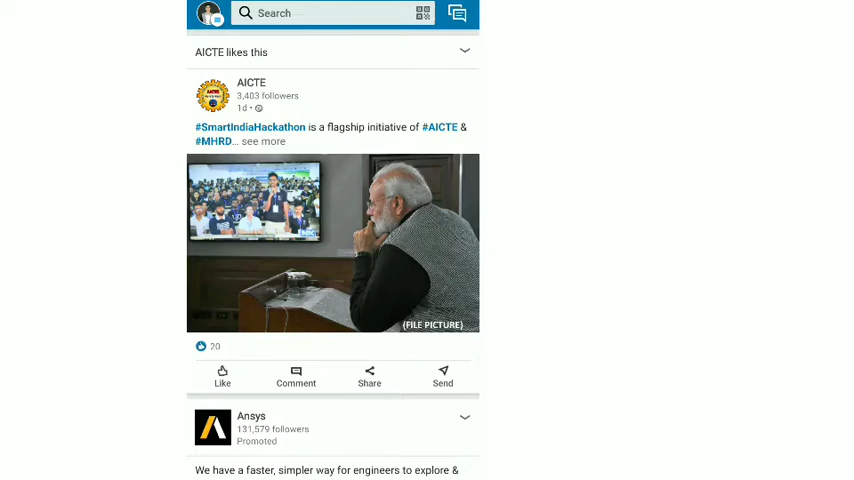 Search
AICTE likes this
AICTE
3,403 followers
1d •
#SmartIndiaHackathon is a flagship initiative of #AICTE &
#MHRD... see more
(FILE PICTURE)
20
Like Comment Share Send
Ansys
131,579 followers
Promoted
We have a faster, simpler way for engineers to explore &